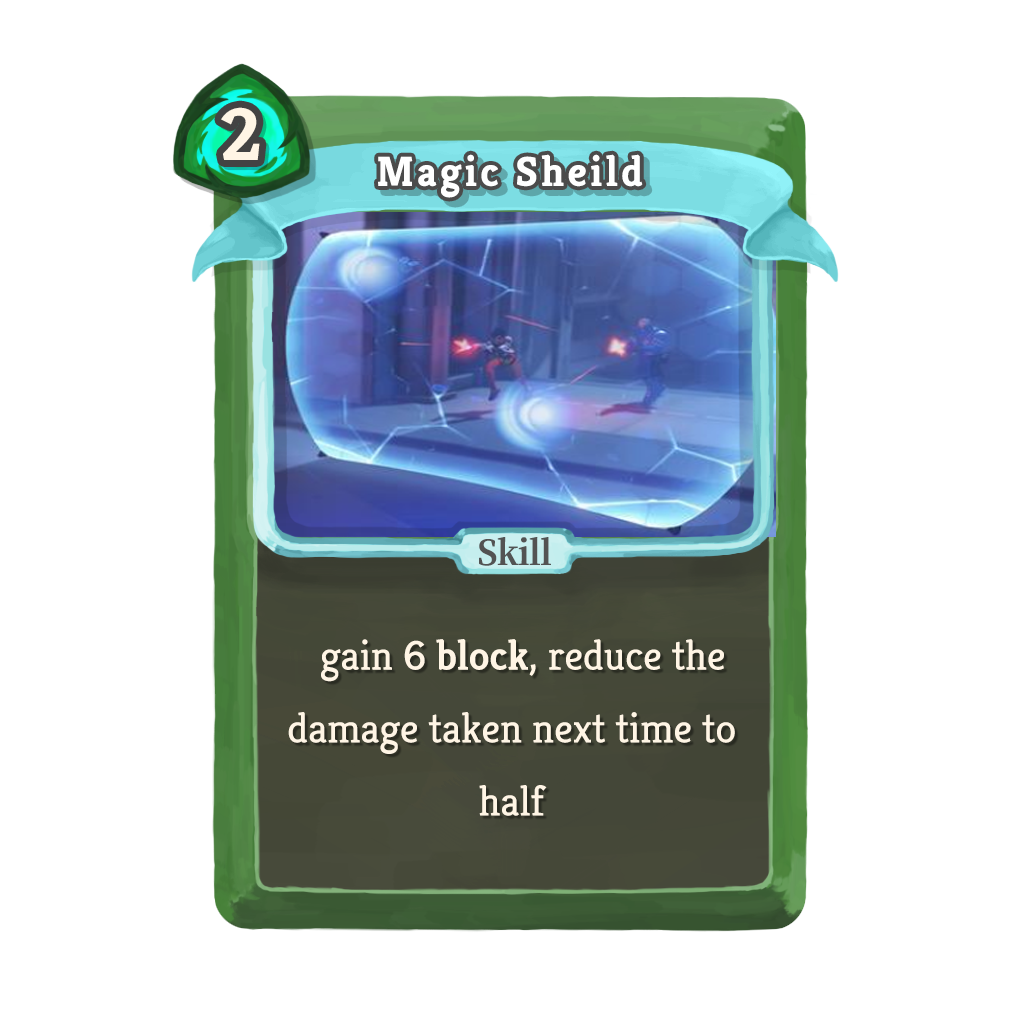 2
Magic Sheild
Skill
gain 6 block, reduce the
damage taken next time to
half